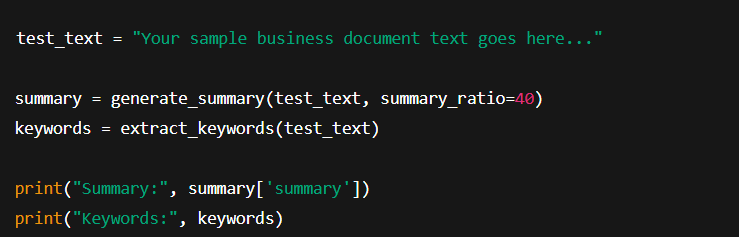 test_text = "Your sample business document text goes here..."
summary = generate_summary(test_text, summary_ratio=40)
keywords = extract_keywords(test_text)
print("Summary:", summary['summary'])
print("Keywords:", keywords)